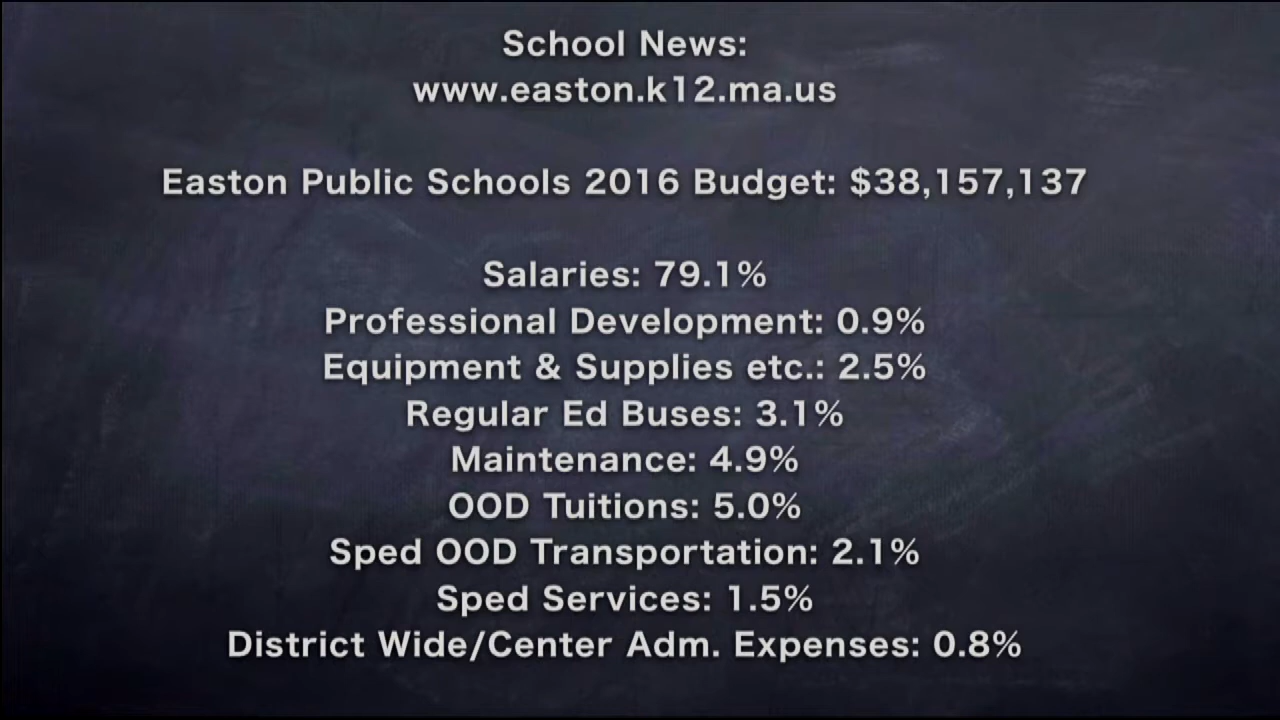 School News:
www.easton.k12.ma.us
Easton Public Schools 2016 Budget: $38,157,137
Salaries: 79.1%
Professional Development: 0.9%
Equipment & Supplies etc.: 2.5%
Regular Ed Buses: 3.1%
Maintenance: 4.9%
OOD Tuitions: 5.0%
Sped OOD Transportation: 2.1%
Sped Services: 1.5%
District Wide/Center Adm. Expenses: 0.8%